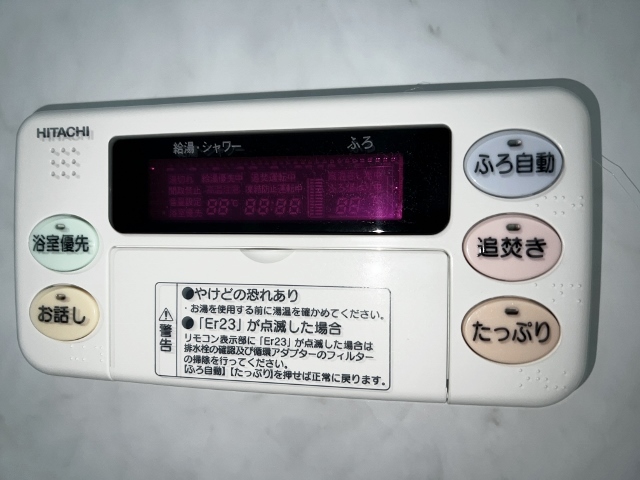 HITACHI
給湯・シャワー ふろ
ふろ自動
浴室優先
追焚き
お話し
たっぷり
警告
●やけどの恐れあり
・お湯を使用する前に湯温を確かめてください。
●「Er23」が点滅した場合
リモコン表示部に「Er23」が点滅した場合は
排水栓の確認及び循環アダプターのフィルター
の掃除を行ってください。
【ふろ自動】【たっぷり】を押せば正常に戻ります。